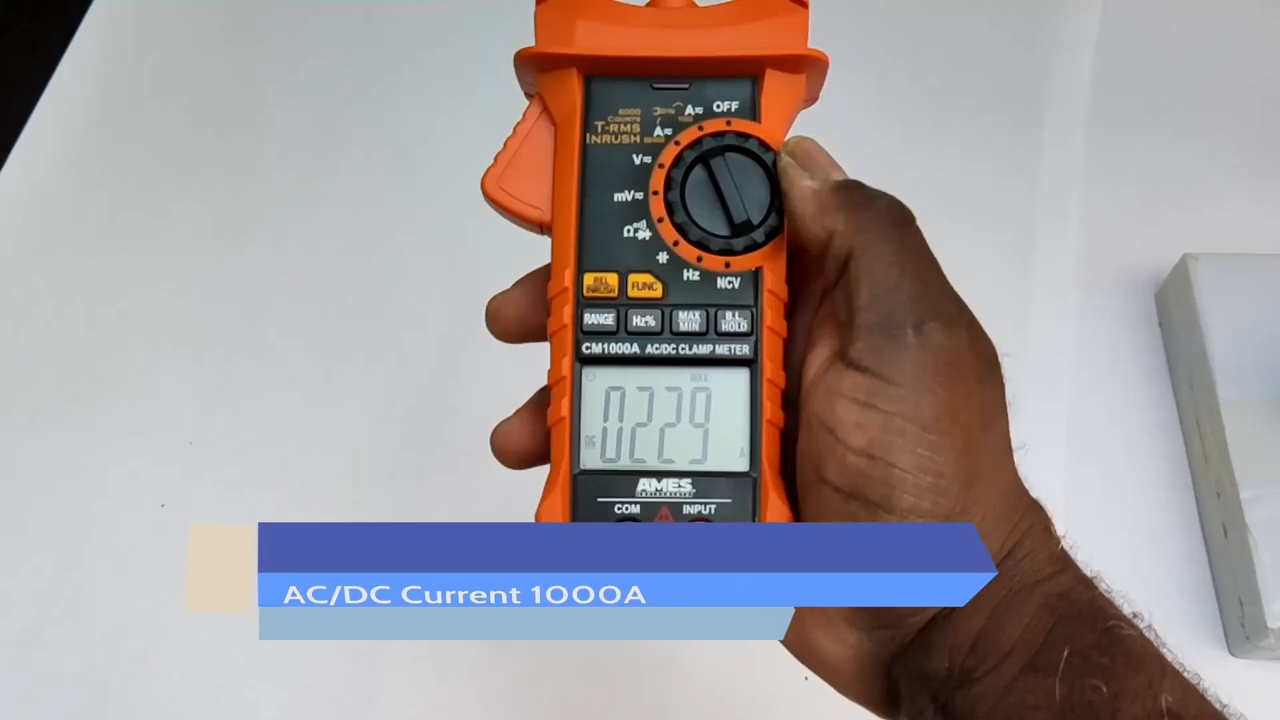 OFF
A≂
6000
COUNTS
T-RMS
INRUSH
A≂
V≂
mV≂
Ω
Hz
NCV
REL
INRUSH
FUNC
RANGE
Hz%
MAX
MIN
B.L.
HOLD
CM1000A AC/DC CLAMP METER
MAX
0229
A
AMES
COM
INPUT
AC/DC Current 1000A